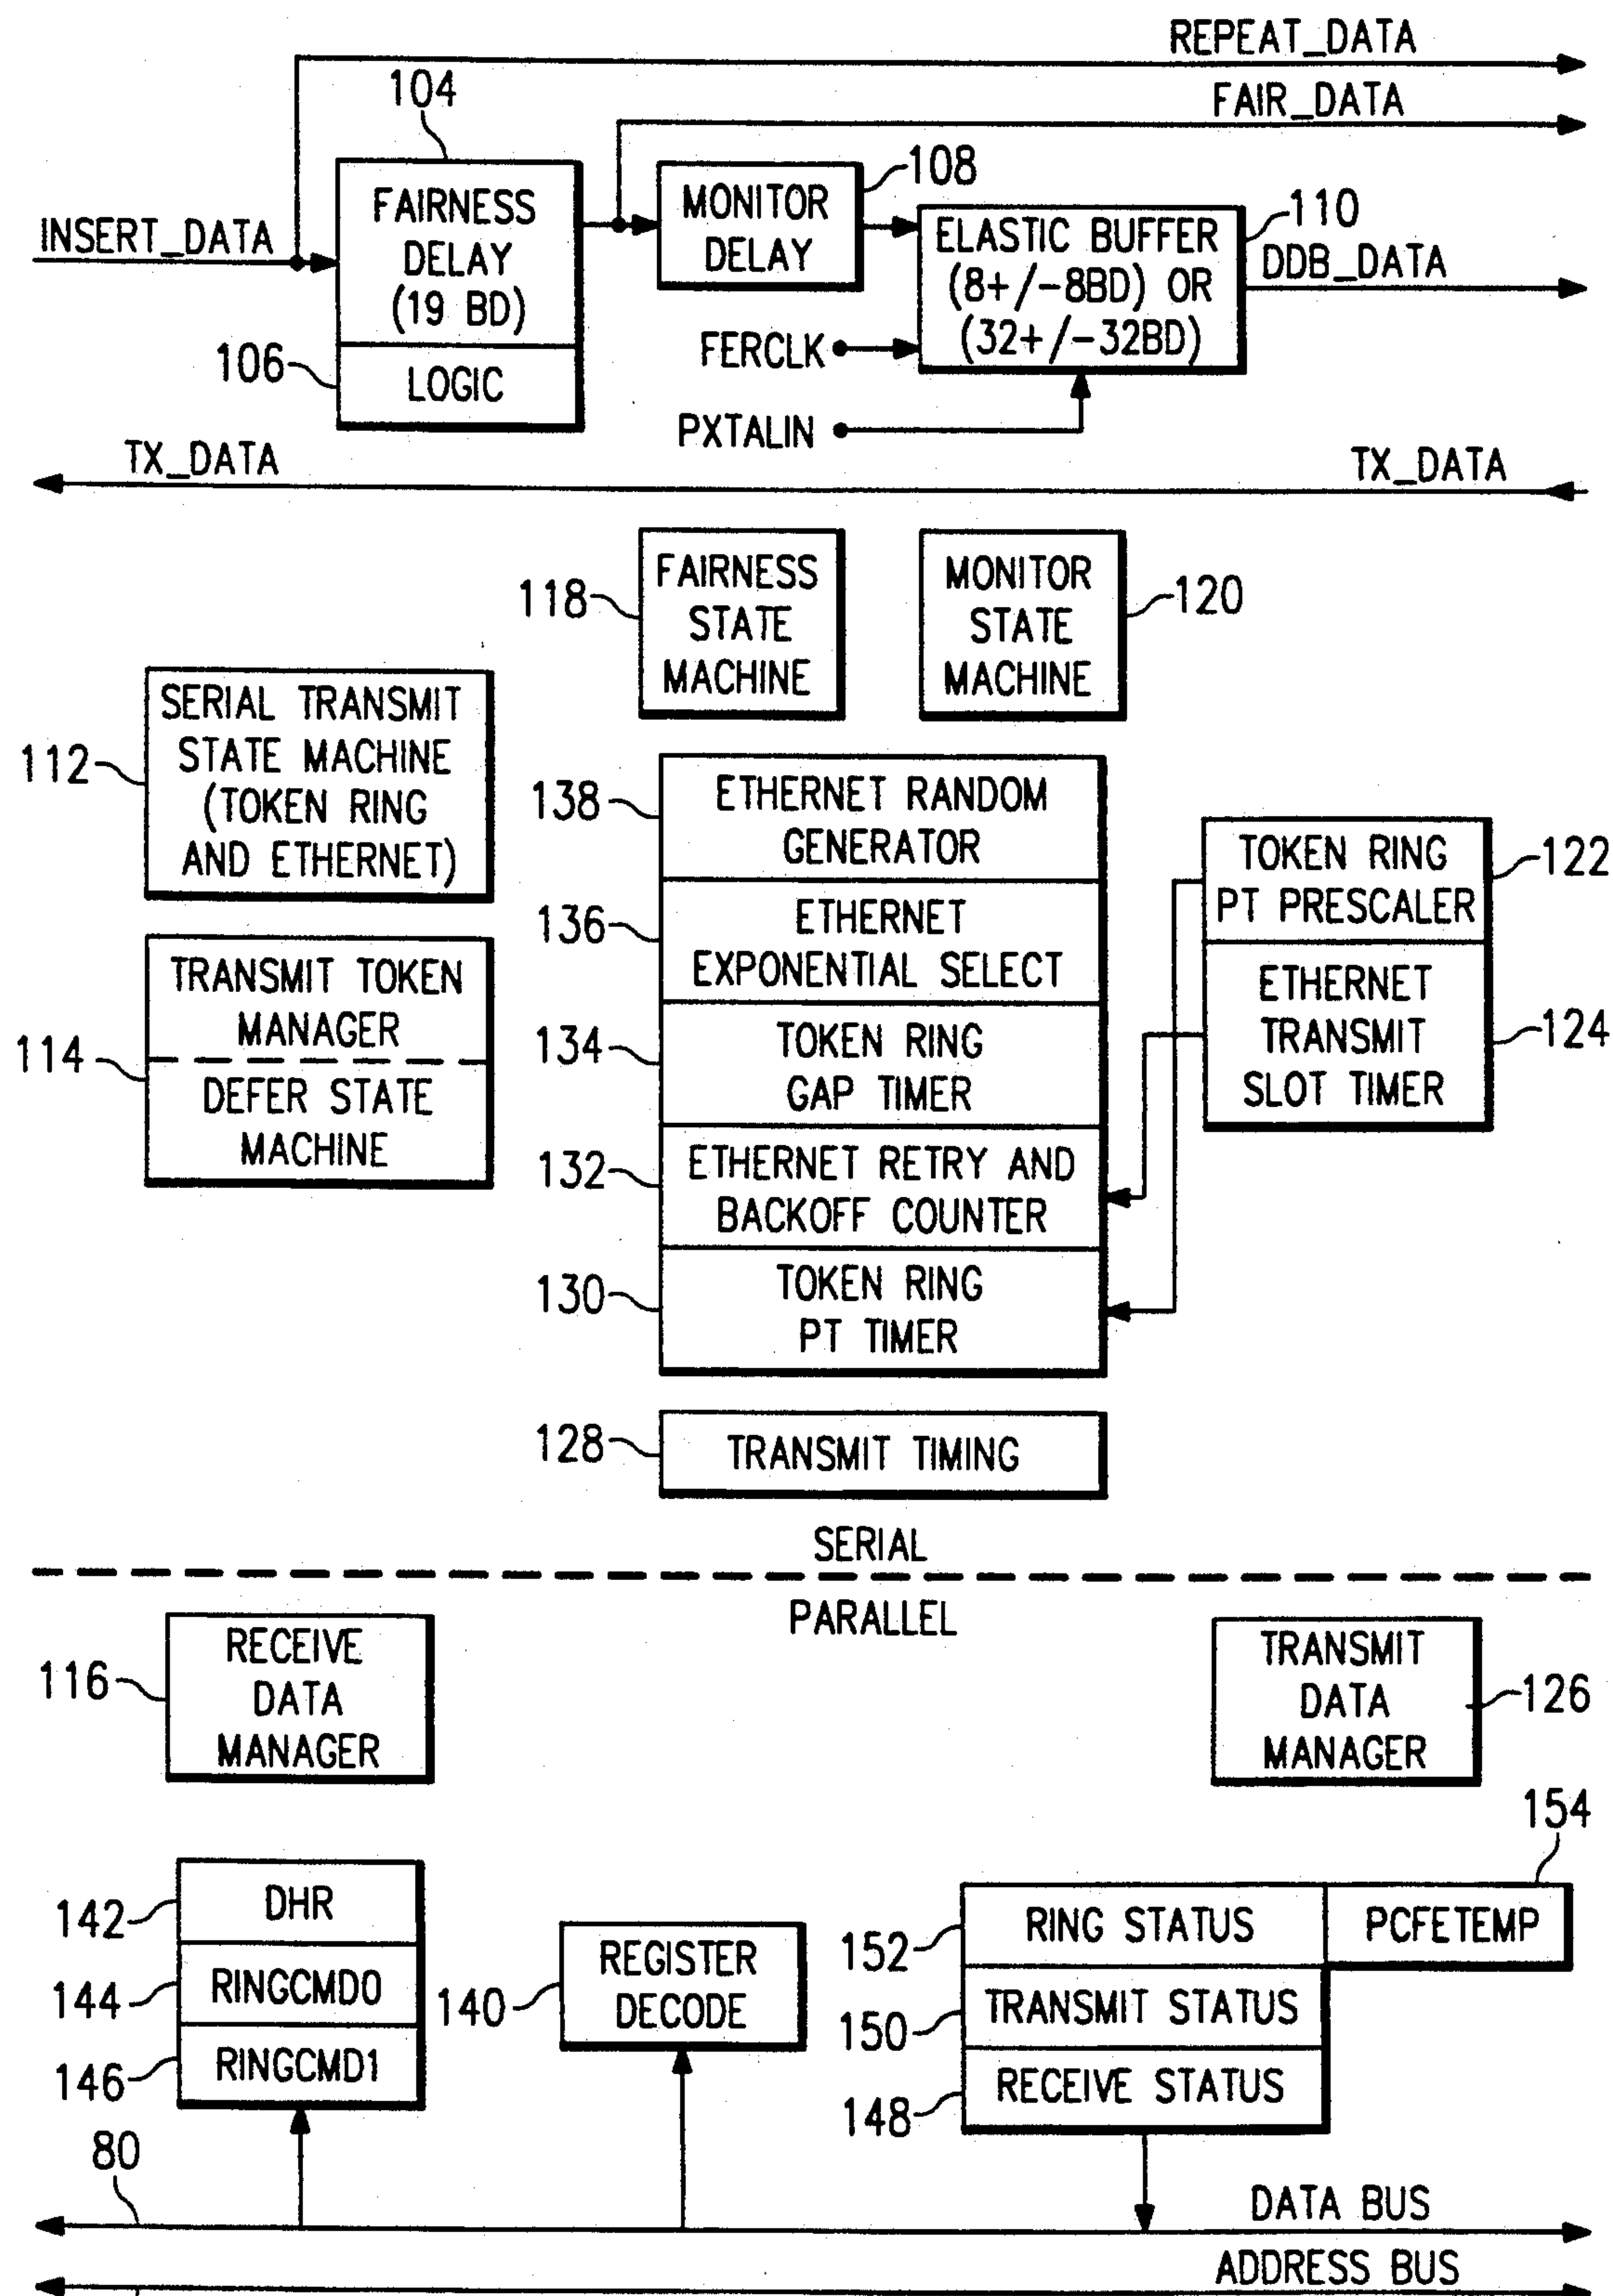 REPEAT_DATA
104
FAIR_DATA
FAIRNESS
DELAY
(19 BD)
106
LOGIC
INSERT_DATA
MONITOR
DELAY
108
ELASTIC BUFFER
(8+/-8BD) OR
(32+/-32BD)
110
DDB_DATA
FERCLK
PXTALIN
TX_DATA
TX_DATA
118
FAIRNESS
STATE
MACHINE
MONITOR
STATE
MACHINE
120
112
SERIAL TRANSMIT
STATE MACHINE
(TOKEN RING
AND ETHERNET)
114
TRANSMIT TOKEN
MANAGER
DEFER STATE
MACHINE
138
ETHERNET RANDOM
GENERATOR
136
ETHERNET
EXPONENTIAL SELECT
134
TOKEN RING
GAP TIMER
132
ETHERNET RETRY AND
BACKOFF COUNTER
130
TOKEN RING
PT TIMER
TOKEN RING
PT PRESCALER
122
ETHERNET
TRANSMIT
SLOT TIMER
124
128
TRANSMIT TIMING
SERIAL
PARALLEL
116
RECEIVE
DATA
MANAGER
TRANSMIT
DATA
MANAGER
126
154
142
DHR
144
RINGCMD0
146
RINGCMD1
140
REGISTER
DECODE
152
RING STATUS
PCFETEMP
150
TRANSMIT STATUS
148
RECEIVE STATUS
80
DATA BUS
ADDRESS BUS